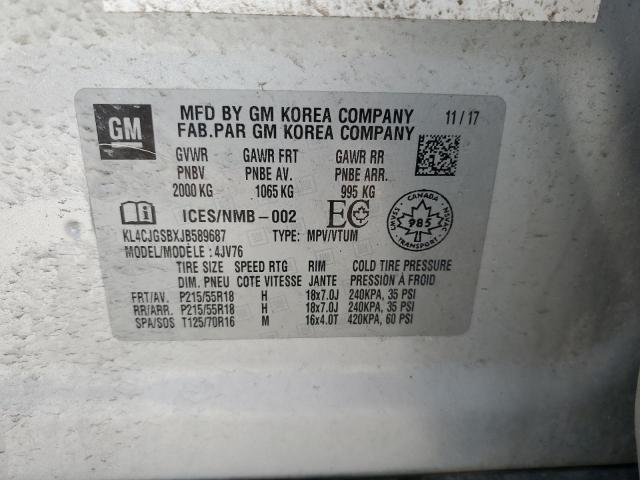 GM
MFD BY GM KOREA COMPANY
FAB.PAR GM KOREA COMPANY
11/17
GVWR GAWR FRT GAWR RR
PNBV PNBE AV. PNBE ARR.
2000 KG 1065 KG 995 KG
ICES/NMB-002 EC
CANADA
985
TRANSPORT
KL4CJGSBXJB589687 TYPE: MPV/VTUM
MODEL/MODÈLE : 4JV76
TIRE SIZE SPEED RTG RIM COLD TIRE PRESSURE
DIM. PNEU COTE VITESSE JANTE PRESSION À FROID
FRT/AV. P215/55R18 H 18x7.0J 240KPA, 35 PSI
RR/ARR. P215/55R18 H 18x7.0J 240KPA, 35 PSI
SPA/SOS T125/70R16 M 16x4.0T 420KPA, 60 PSI